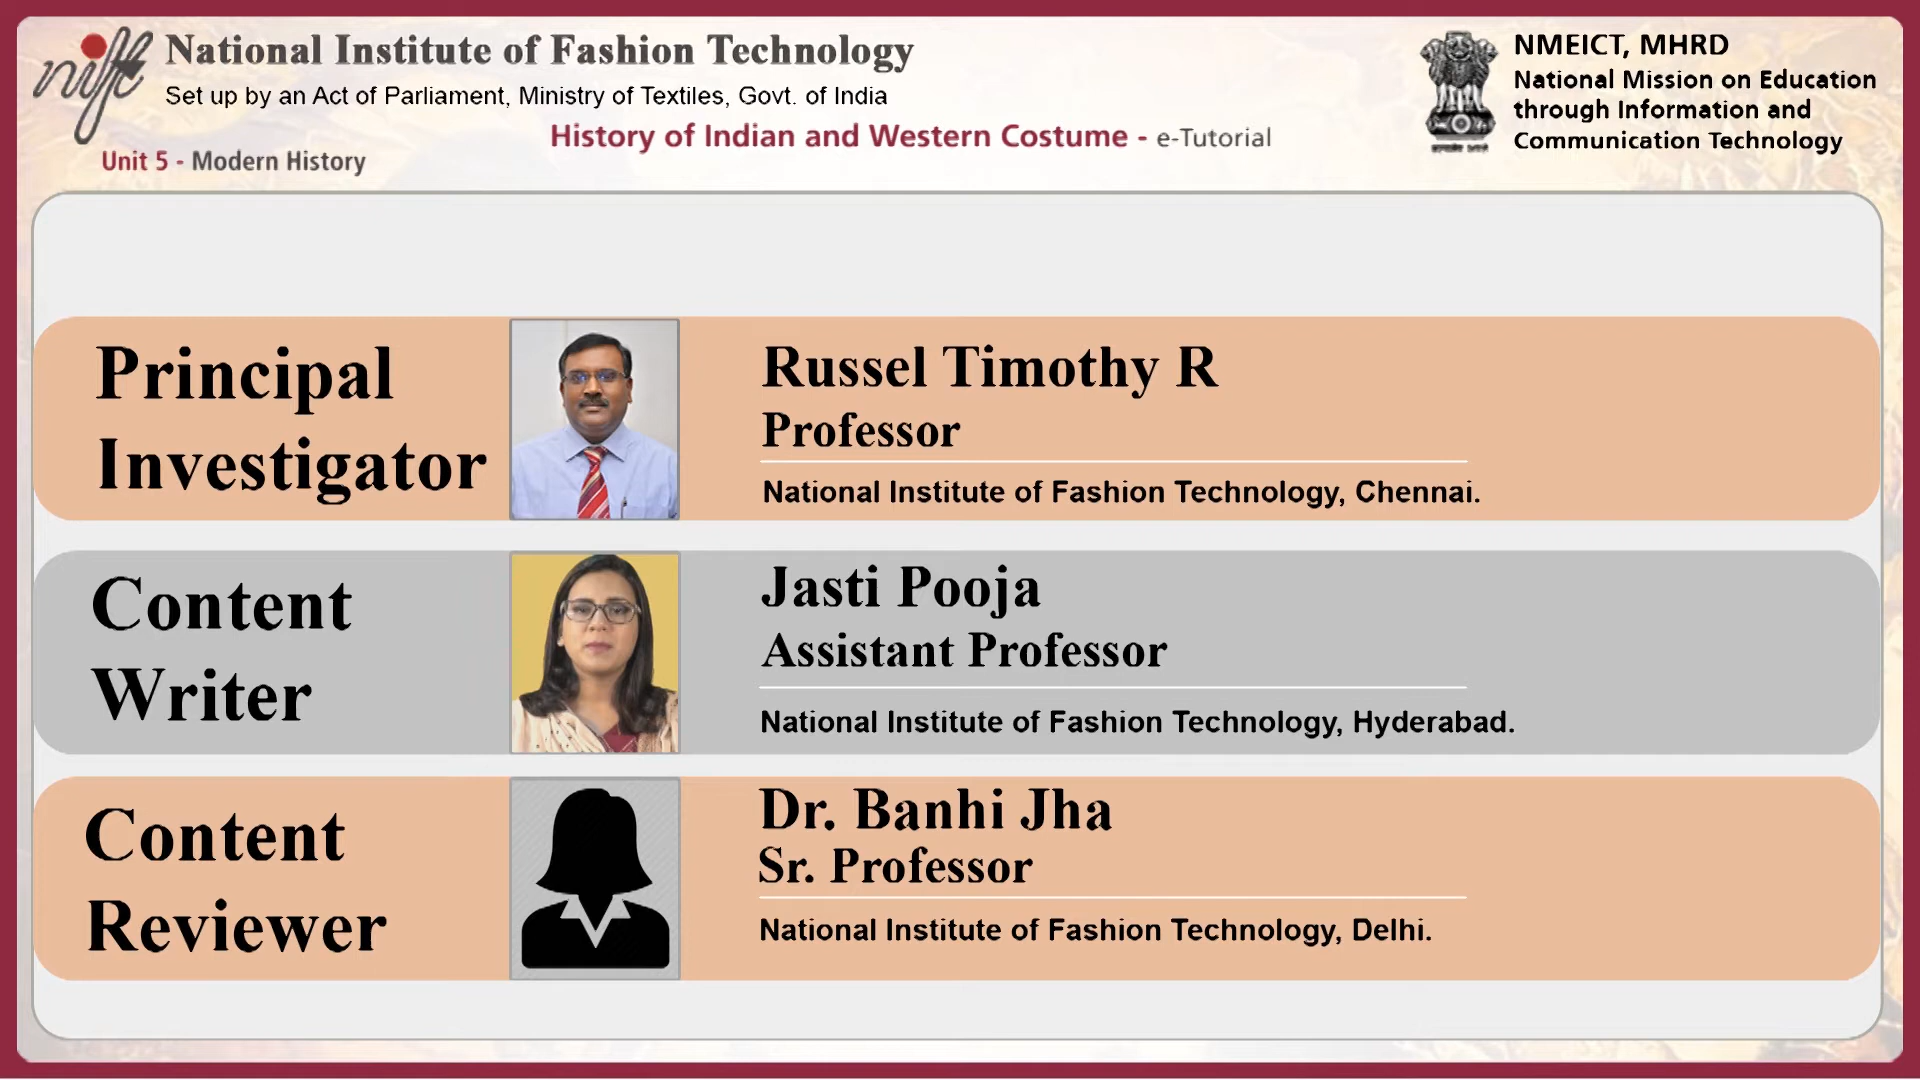 nift
National Institute of Fashion Technology
Set up by an Act of Parliament, Ministry of Textiles, Govt. of India
History of Indian and Western Costume - e-Tutorial
Unit 5 - Modern History
NMEICT, MHRD
National Mission on Education
through Information and
Communication Technology
Principal
Investigator
Russel Timothy R
Professor
National Institute of Fashion Technology, Chennai.
Content
Writer
Jasti Pooja
Assistant Professor
National Institute of Fashion Technology, Hyderabad.
Content
Reviewer
Dr. Banhi Jha
Sr. Professor
National Institute of Fashion Technology, Delhi.